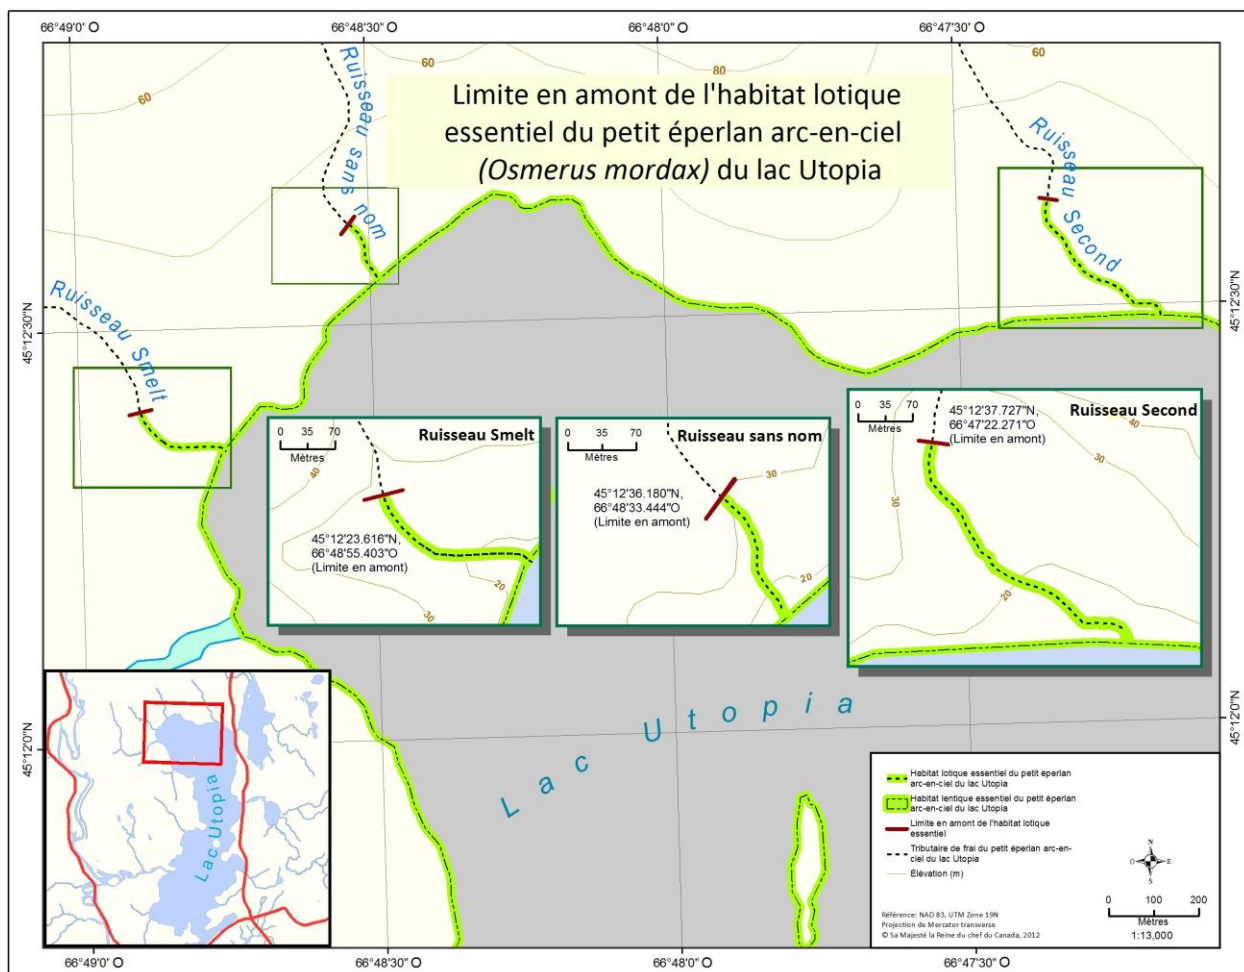 66°49'0" O
66°48'30" O
66°48'0" O
66°47'30" O
60
60
80
60
Limite en amont de l'habitat lotique
essentiel du petit éperlan arc-en-ciel
(Osmerus mordax) du lac Utopia
Ruisseau sans nom
Ruisseau Second
Ruisseau Smelt
45°12'30"N
45°12'30"N
0 35 70
Mètres
Ruisseau Smelt
40
45°12'23.616"N,
66°48'55.403"O
(Limite en amont)
20
30
0 35 70
Mètres
Ruisseau sans nom
30
45°12'36.180"N,
66°48'33.444"O
(Limite en amont)
20
0 35 70
Mètres
45°12'37.727"N,
66°47'22.271"O
(Limite en amont)
Ruisseau Second
40
30
30
20
Lac Utopia
45°12'0"N
45°12'0"N
Lac Utopia
Habitat lotique essentiel du petit éperlan
arc-en-ciel du lac Utopia
Habitat lentique essentiel du petit éperlan
arc-en-ciel du lac Utopia
Limite en amont de l'habitat lotique
essentiel
Tributaire de frai du petit éperlan arc-en-
ciel du lac Utopia
Élévation (m)
N
O E
S
0 100 200
Mètres
1:13,000
Référence: NAD 83, UTM Zone 19N
Projection de Mercator transverse
© Sa Majesté la Reine du chef du Canada, 2012
66°49'0" O
66°48'30" O
66°48'0" O
66°47'30" O